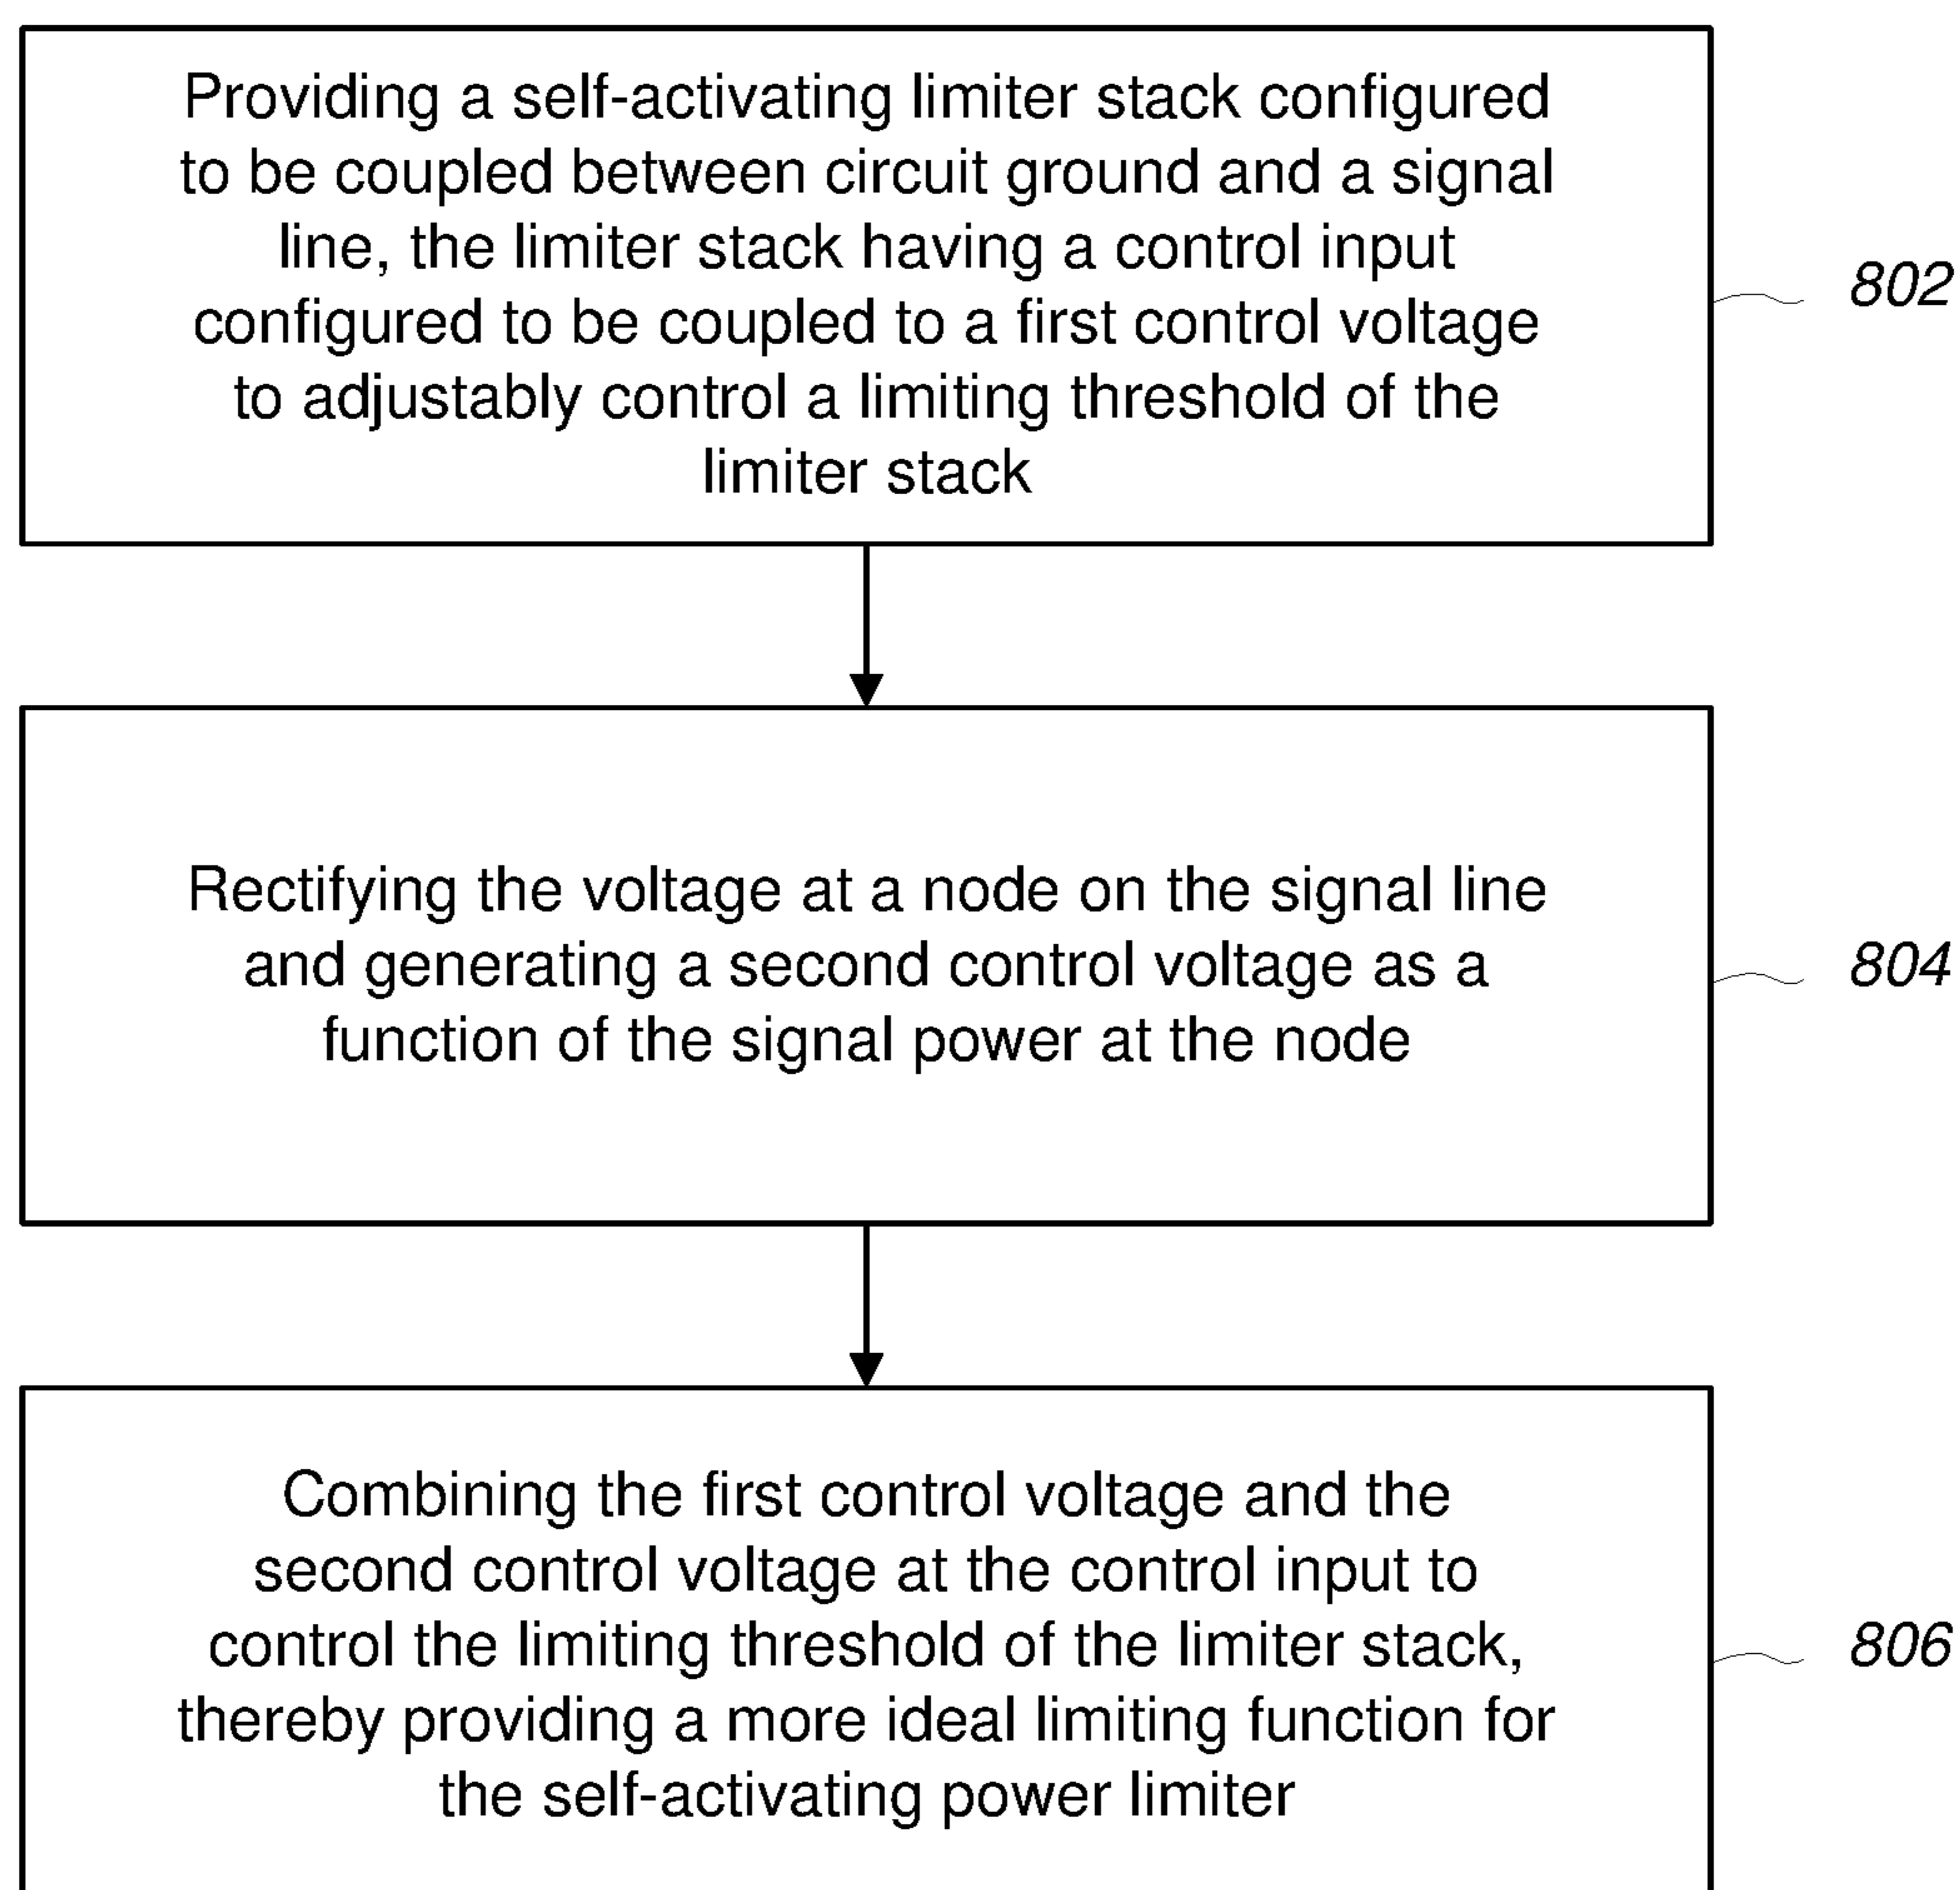 Providing a self-activating limiter stack configured
to be coupled between circuit ground and a signal
line, the limiter stack having a control input
configured to be coupled to a first control voltage
to adjustably control a limiting threshold of the
limiter stack
802
Rectifying the voltage at a node on the signal line
and generating a second control voltage as a
function of the signal power at the node
804
Combining the first control voltage and the
second control voltage at the control input to
control the limiting threshold of the limiter stack,
thereby providing a more ideal limiting function for
the self-activating power limiter
806